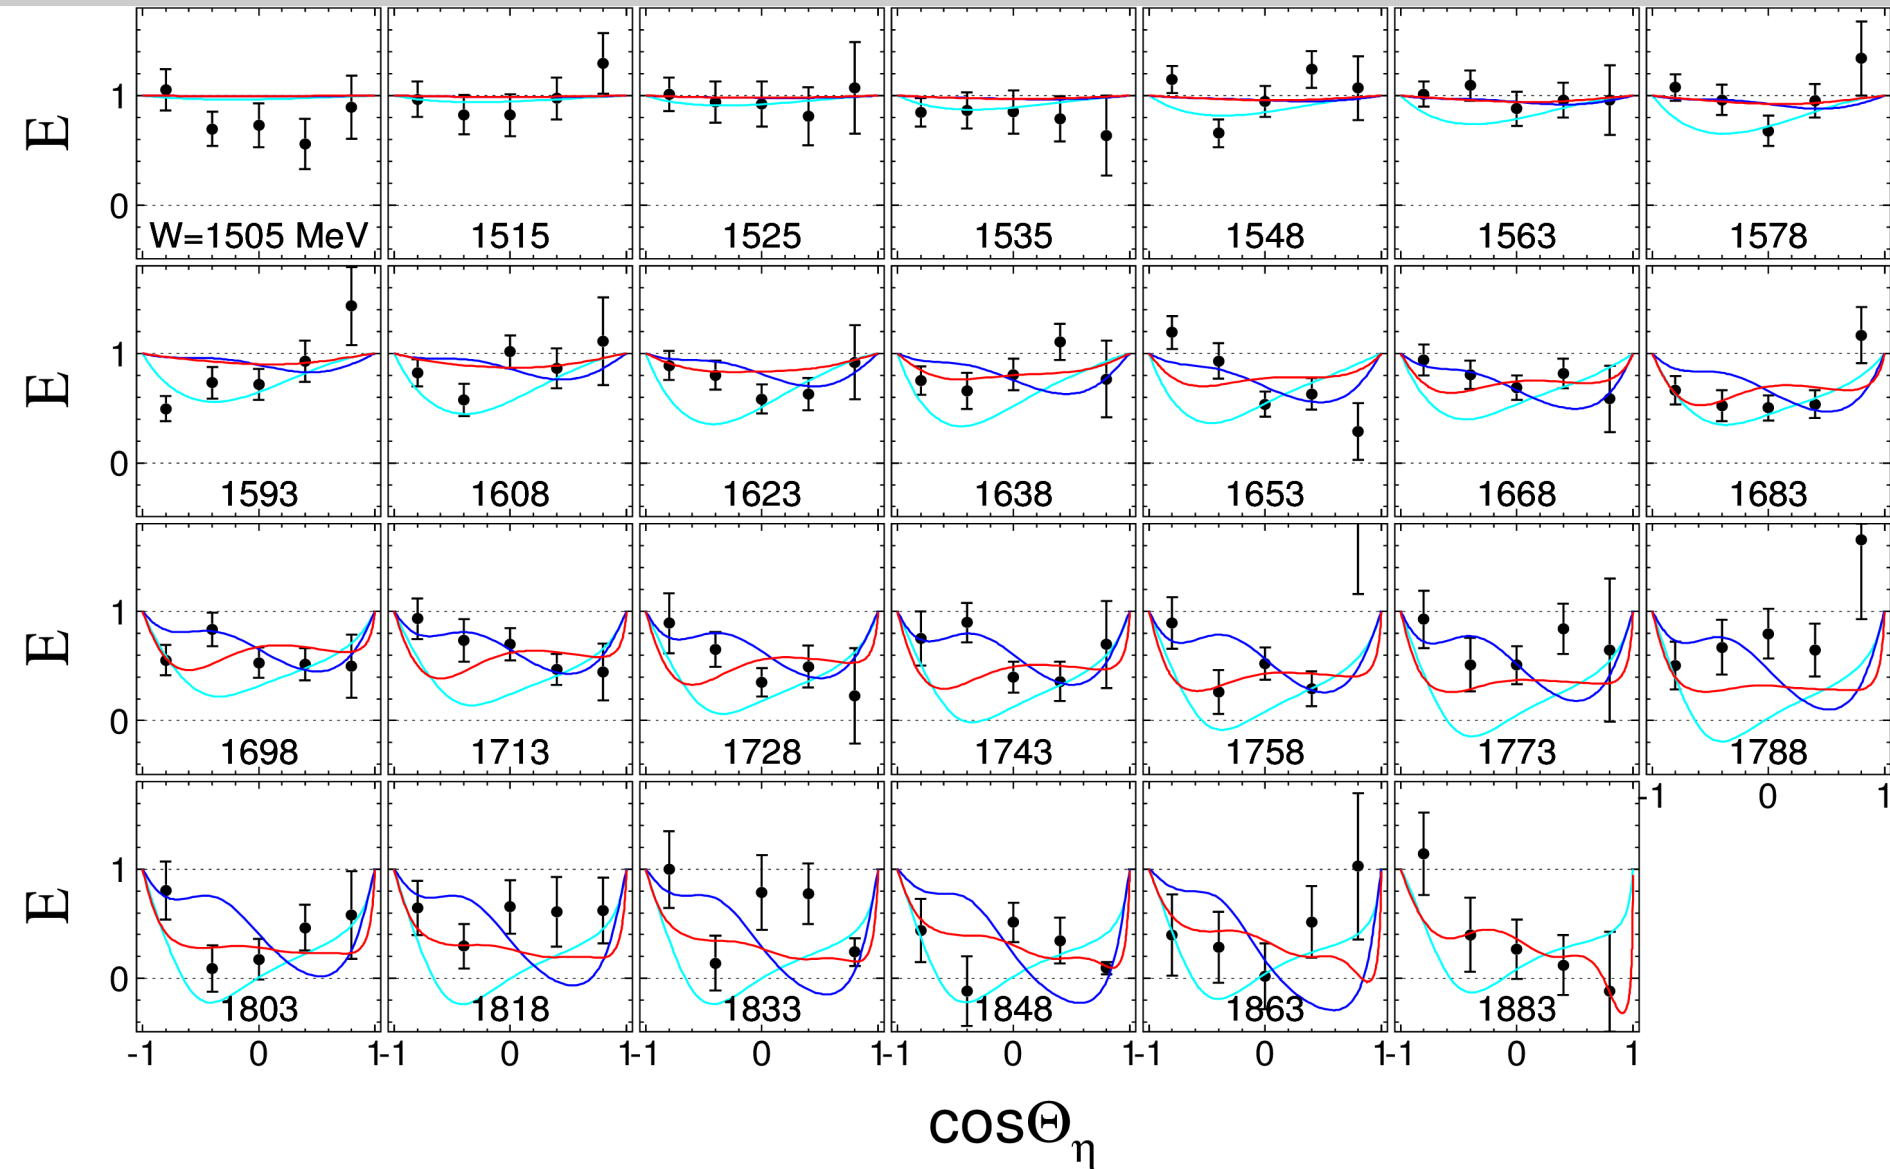 E 1 0 W=1505 MeV 1515 1525 1535 1548 1563 1578
E 1 0 1593 1608 1623 1638 1653 1668 1683
E 1 0 1698 1713 1728 1743 1758 1773 1788
-1 0 1
E 1 0 1803 1818 1833 1848 1863 1883
-1 0 1 -1 0 1 -1 0 1 -1 0 1 -1 0 1 -1 0 1
cosΘη